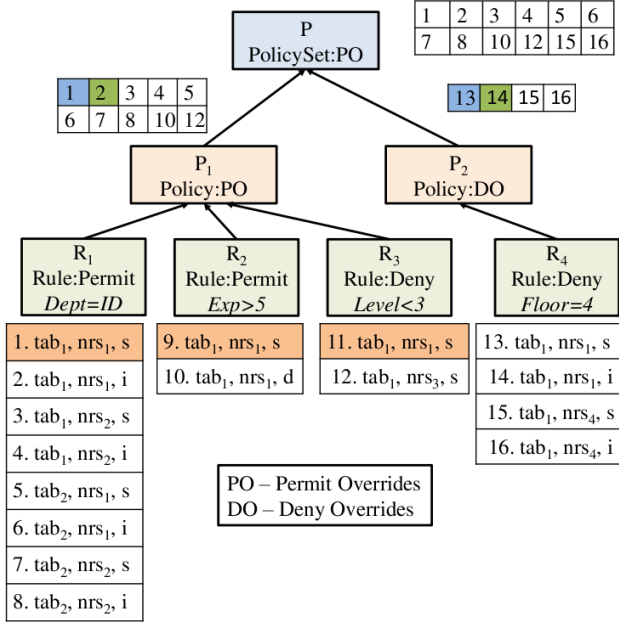 P
PolicySet:PO
1 2 3 4 5 6
7 8 10 12 15 16
1 2 3 4 5
6 7 8 10 12
13 14 15 16
P₁
Policy:PO
P₂
Policy:DO
R₁
Rule:Permit
Dept=ID
R₂
Rule:Permit
Exp>5
R₃
Rule:Deny
Level<3
R₄
Rule:Deny
Floor=4
1. tab₁, nrs₁, s
2. tab₁, nrs₁, i
3. tab₁, nrs₂, s
4. tab₁, nrs₂, i
5. tab₂, nrs₁, s
6. tab₂, nrs₁, i
7. tab₂, nrs₂, s
8. tab₂, nrs₂, i
9. tab₁, nrs₁, s
10. tab₁, nrs₁, d
11. tab₁, nrs₁, s
12. tab₁, nrs₃, s
13. tab₁, nrs₁, s
14. tab₁, nrs₁, i
15. tab₁, nrs₄, s
16. tab₁, nrs₄, i
PO – Permit Overrides
DO – Deny Overrides